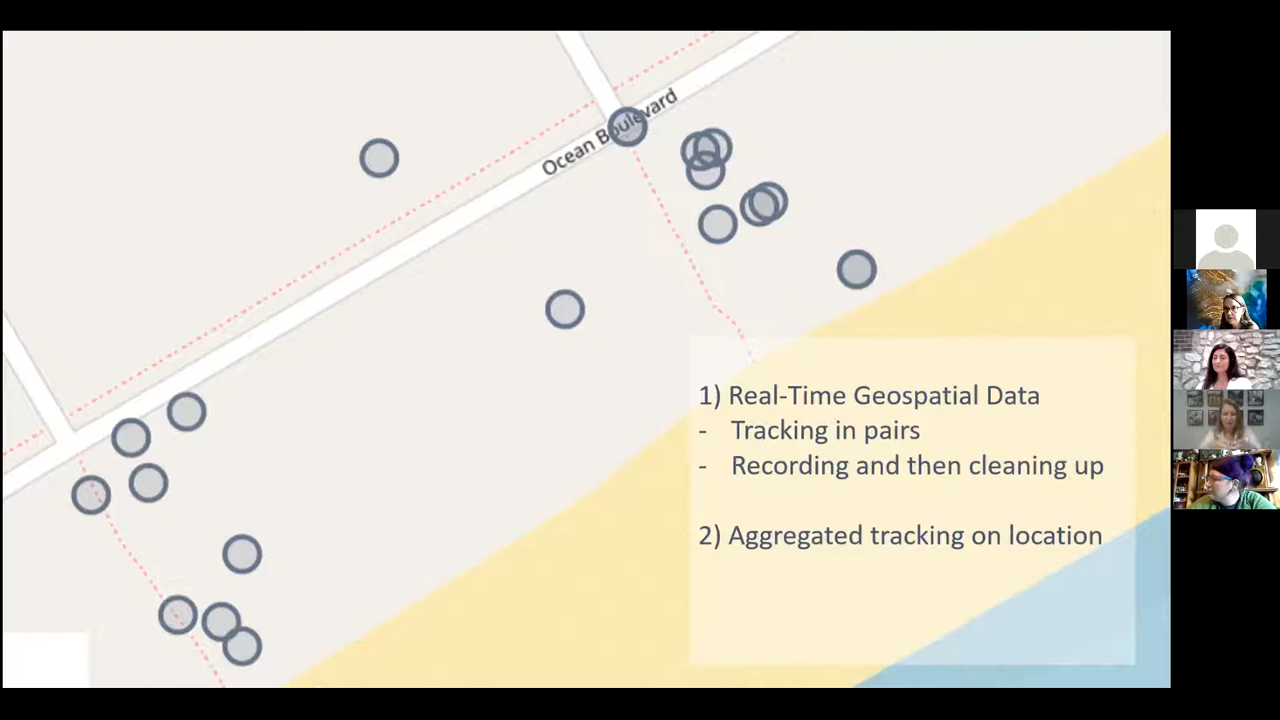 Ocean Boulevard
1) Real-Time Geospatial Data
- Tracking in pairs
- Recording and then cleaning up
2) Aggregated tracking on location